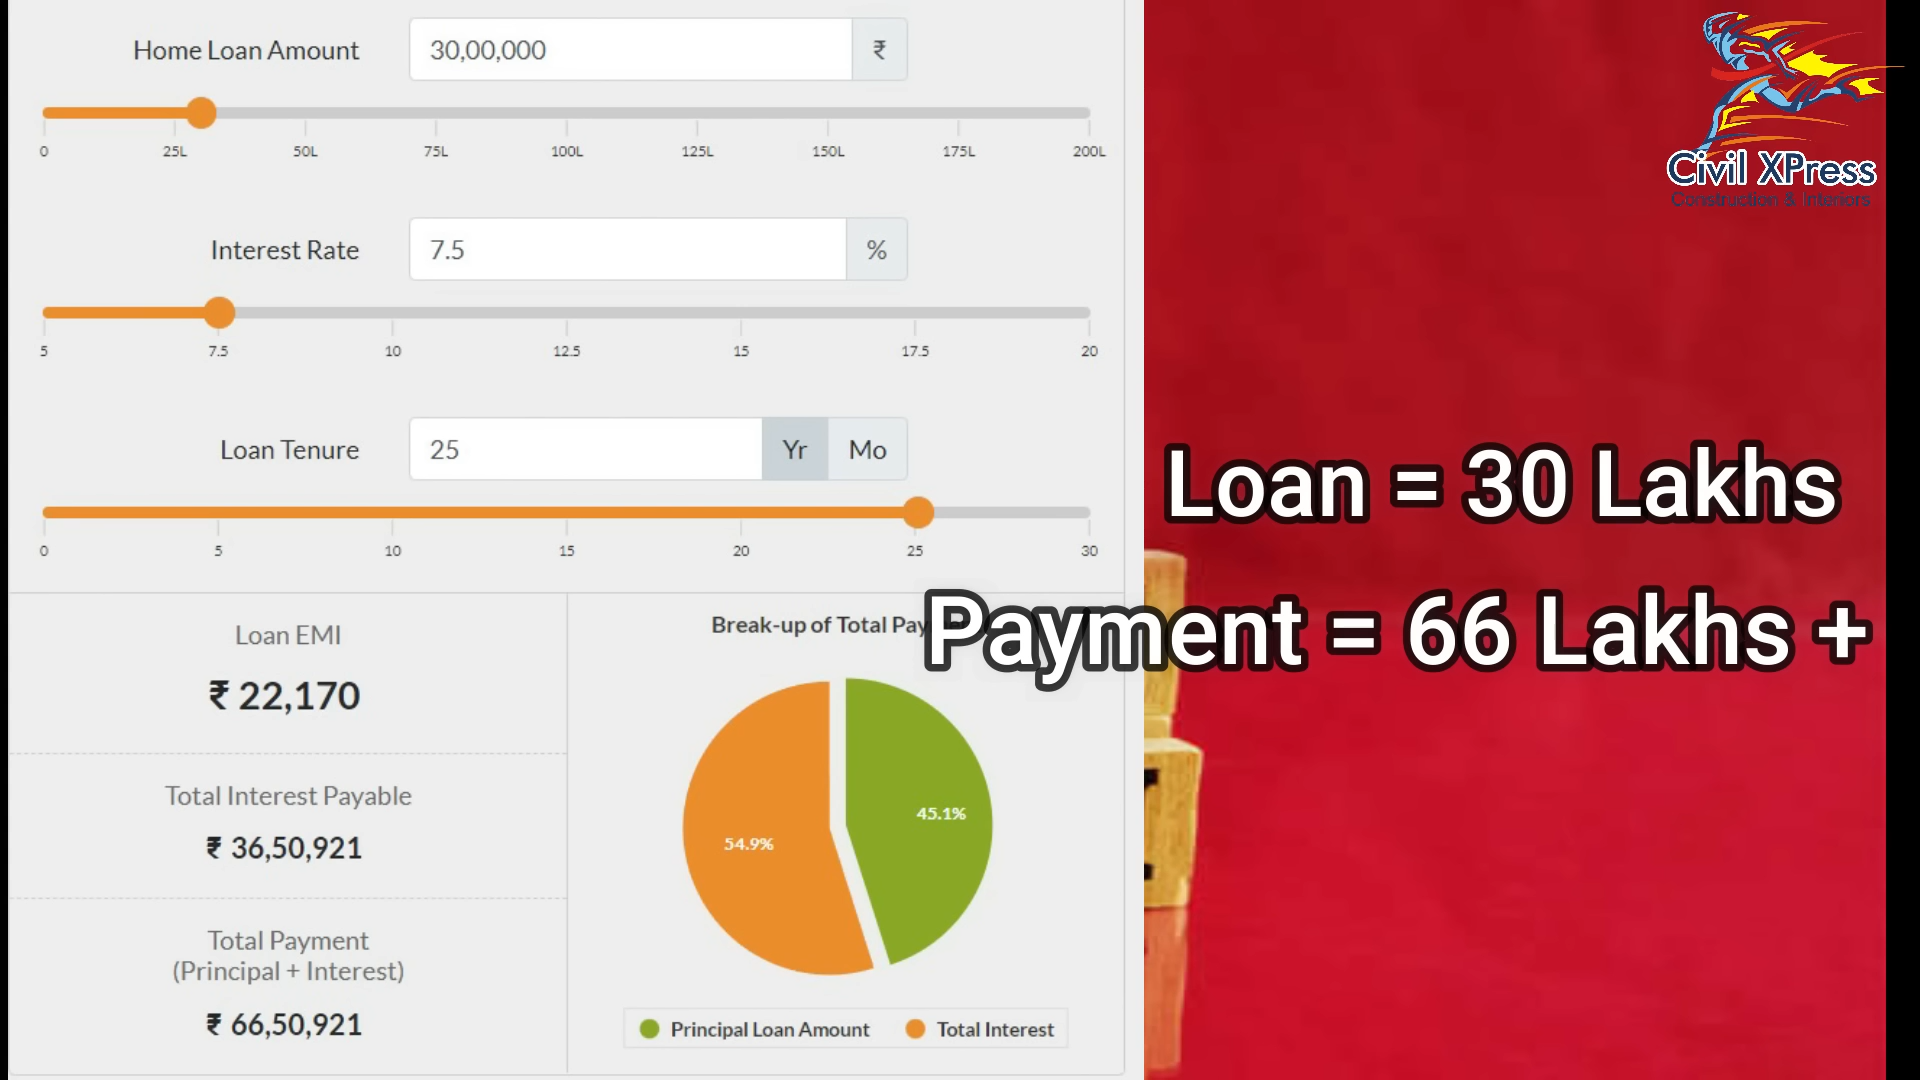 Home Loan Amount 30,00,000 ₹
0 25L 50L 75L 100L 125L 150L 175L 200L
Interest Rate 7.5 %
5 7.5 10 12.5 15 17.5 20
Loan Tenure 25 Yr Mo
0 5 10 15 20 25 30
Loan EMI
₹ 22,170
Total Interest Payable
₹ 36,50,921
Total Payment
(Principal + Interest)
₹ 66,50,921
Break-up of Total
54.9%
45.1%
Principal Loan Amount Total Interest
Civil XPress
Construction & Interiors
Loan = 30 Lakhs
Payment = 66 Lakhs +